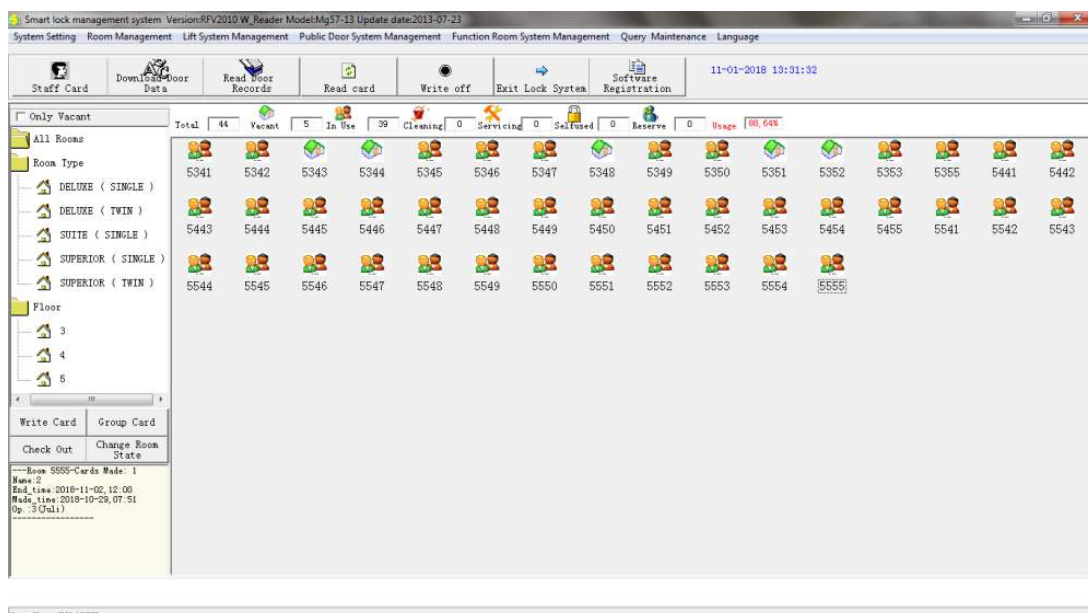 Smart lock management system Version:RFV2010 W_Reader Model:Mg57-13 Update date:2013-07-23
System Setting Room Management Lift System Management Public Door System Management Function Room System Management Query Maintenance Language
Staff Card Download Door Data Read Door Records Read card Write off Exit Lock System Software Registration 11-01-2018 13:31:32
Only Vacant
Total 44 Vacant 5 In Use 39 Cleaning 0 Servicing 0 Selfused 0 Reserve 0 Usage 88,64%
All Rooms
Room Type
DELUXE ( SINGLE )
DELUXE ( TWIN )
SUITE ( SINGLE )
SUPERIOR ( SINGLE )
SUPERIOR ( TWIN )
Floor
3
4
5
5341 5342 5343 5344 5345 5346 5347 5348 5349 5350 5351 5352 5353 5355 5441 5442
5443 5444 5445 5446 5447 5448 5449 5450 5451 5452 5453 5454 5455 5541 5542 5543
5544 5545 5546 5547 5548 5549 5550 5551 5552 5553 5554 5555
Write Card Group Card
Check Out Change Room State
---Room 5555-Cards Made: 1
Name:2
End_time:2018-11-02,12:00
Made_time:2018-10-29,07:51
Op.:3(Juli)
------------------